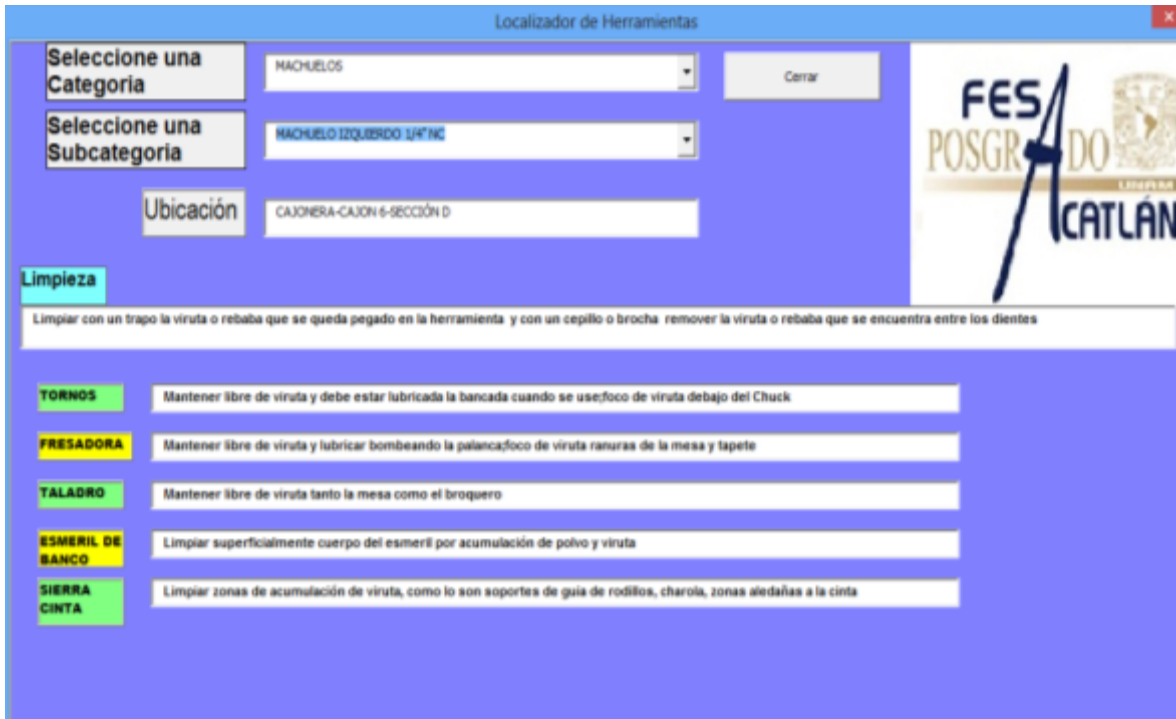 Localizador de Herramientas
x
Seleccione una
Categoria
MACHUELOS
Cerrar
Seleccione una
Subcategoria
MACHUELO IZQUIERDO 1/4" NC
Ubicación
CAJONERA-CAJON 6-SECCIÓN D
FES
POSGRADO
UNAM
ACATLÁN
Limpieza
Limpiar con un trapo la viruta o rebaba que se queda pegado en la herramienta y con un cepillo o brocha remover la viruta o rebaba que se encuentra entre los dientes
TORNOS
Mantener libre de viruta y debe estar lubricada la bancada cuando se use;foco de viruta debajo del Chuck
FRESADORA
Mantener libre de viruta y lubricar bombeando la palanca;foco de viruta ranuras de la mesa y tapete
TALADRO
Mantener libre de viruta tanto la mesa como el broquero
ESMERIL DE
BANCO
Limpiar superficialmente cuerpo del esmeril por acumulación de polvo y viruta
SIERRA
CINTA
Limpiar zonas de acumulación de viruta, como lo son soportes de guia de rodillos, charola, zonas aledañas a la cinta